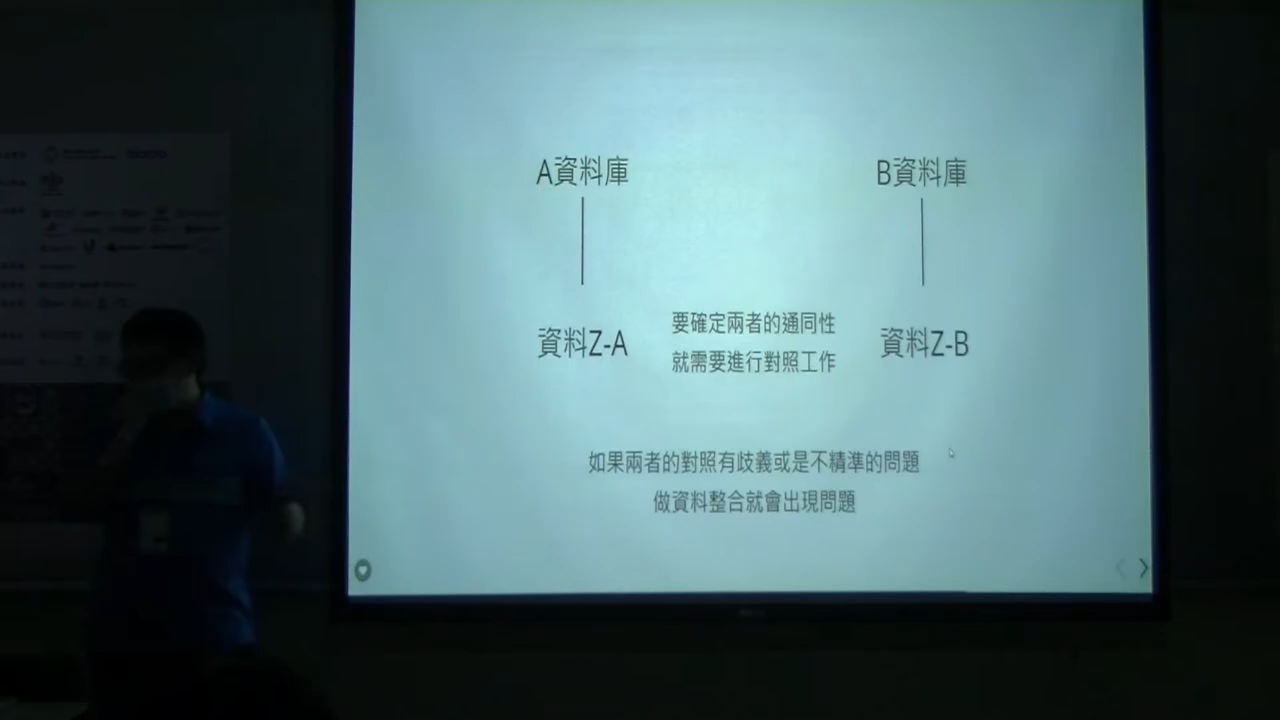 A資料庫
B資料庫
資料Z-A
要確定兩者的通同性
就需要進行對照工作
資料Z-B
如果兩者的對照有歧義或是不精準的問題
做資料整合就會出現問題